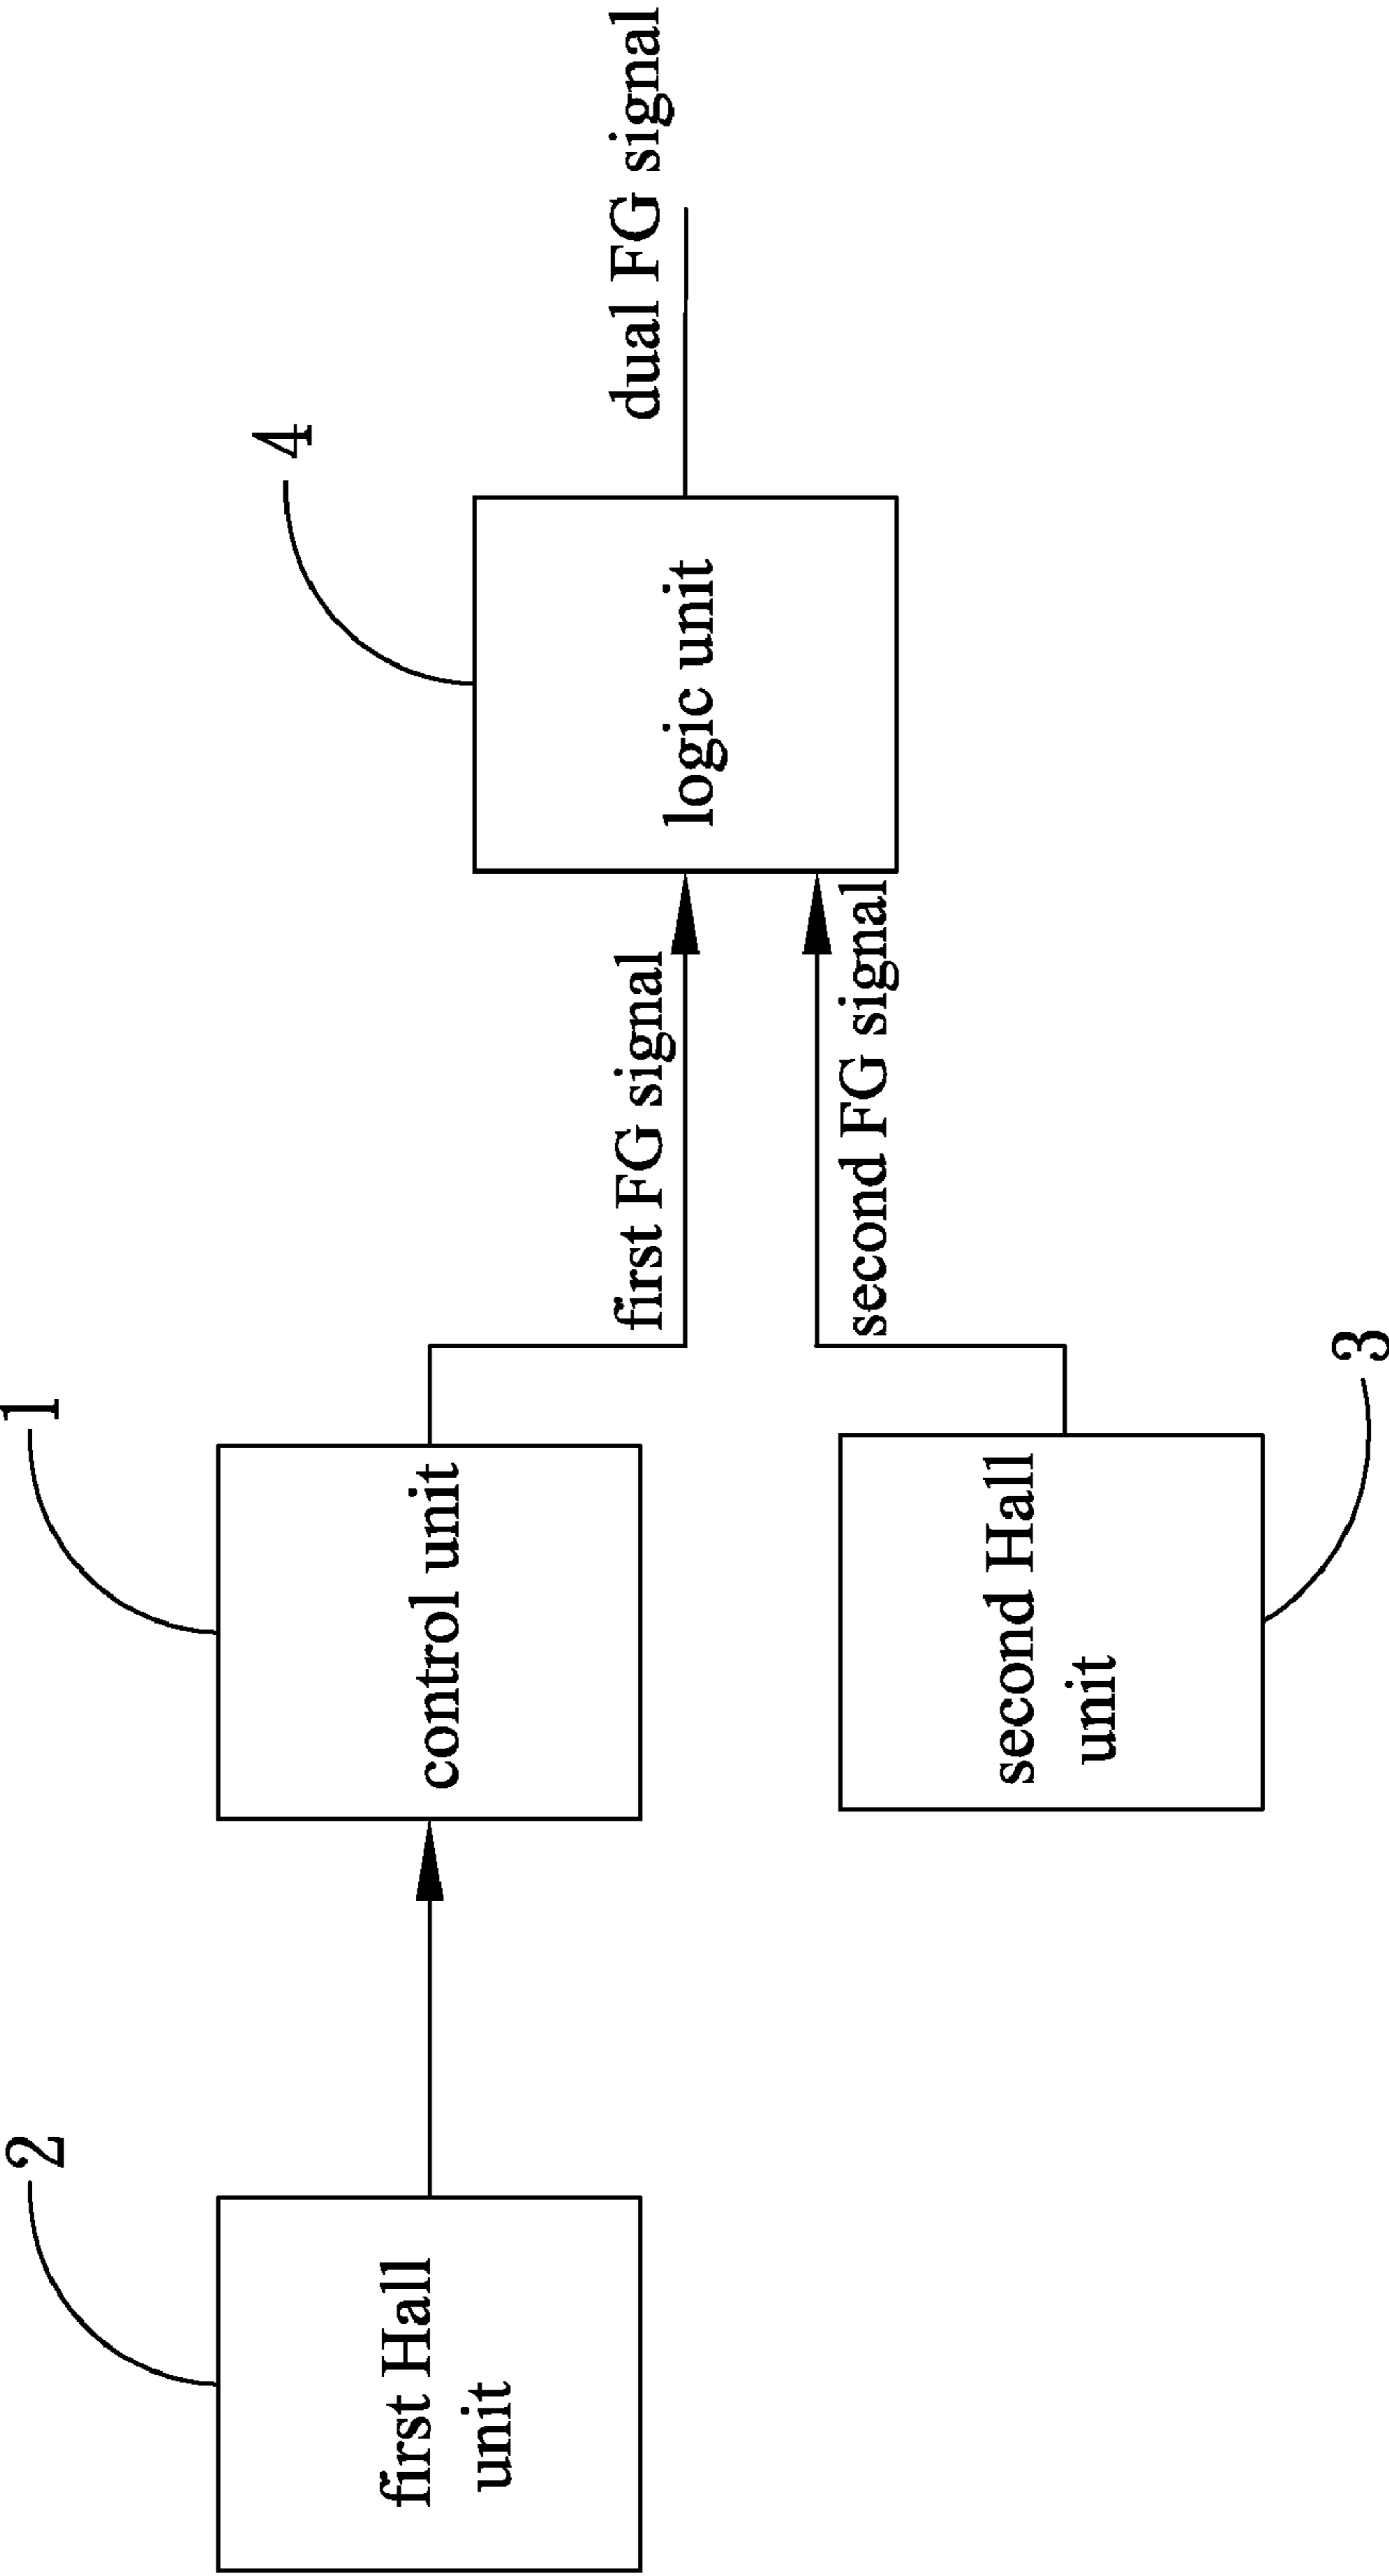 2
first Hall
unit
1
control unit
first FG signal
4
logic unit
dual FG signal
second FG signal
second Hall
unit
3